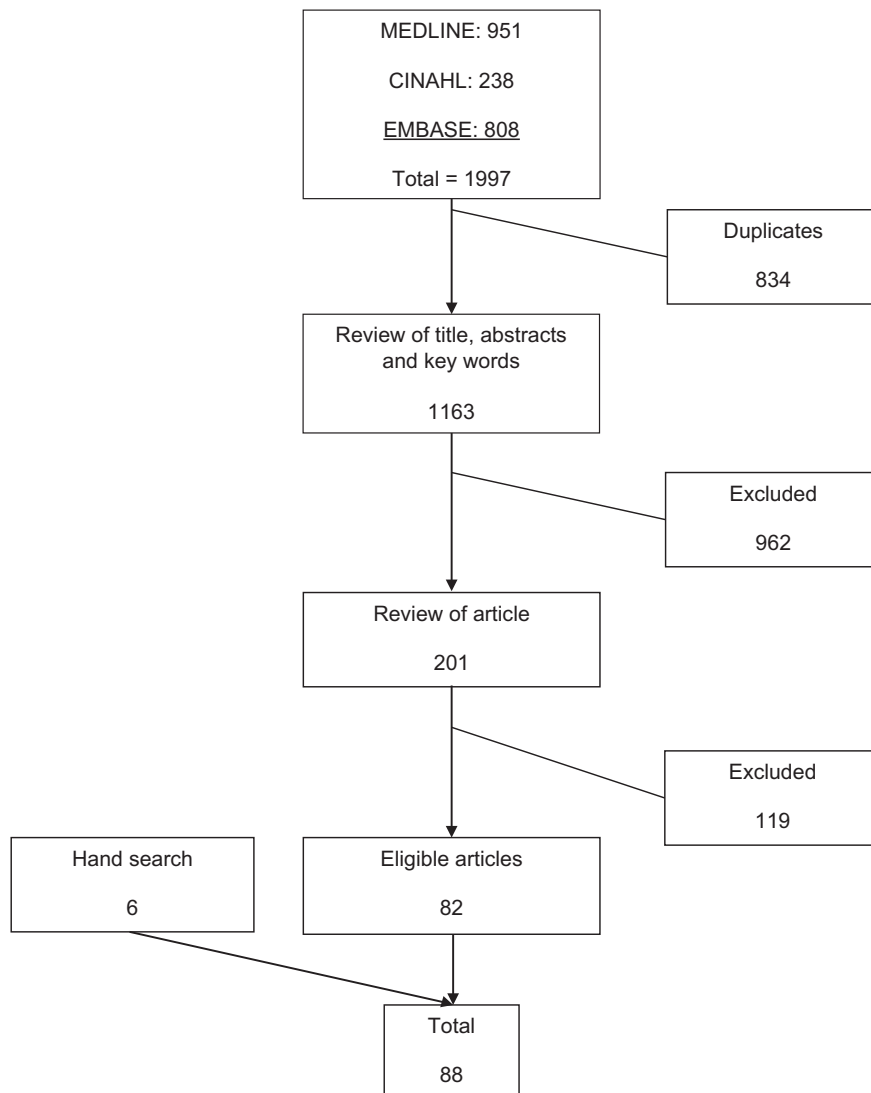 MEDLINE: 951
CINAHL: 238
EMBASE: 808
Total = 1997
Duplicates
834
Review of title, abstracts
and key words
1163
Excluded
962
Review of article
201
Excluded
119
Hand search
6
Eligible articles
82
Total
88